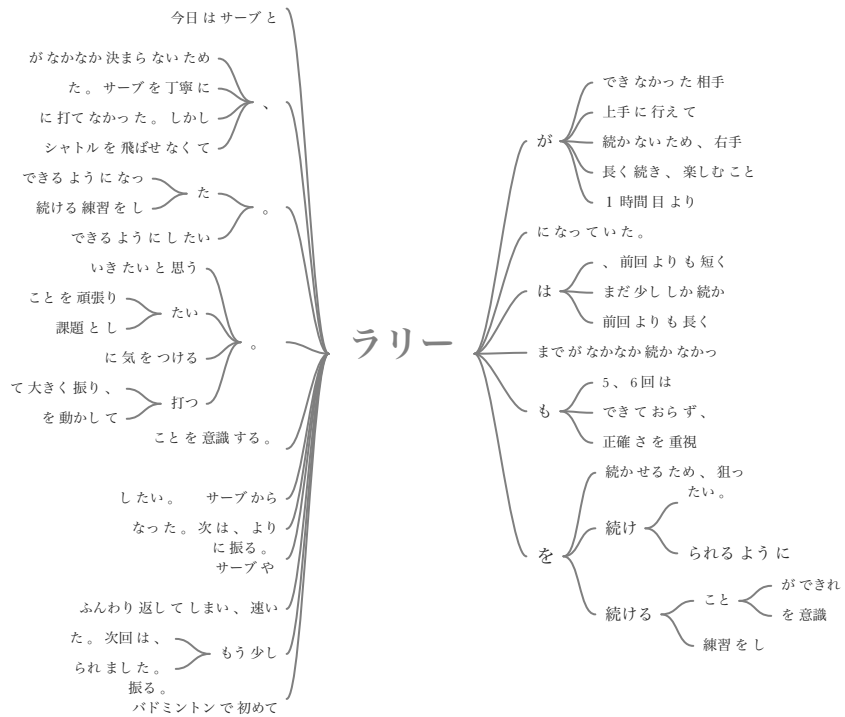 今日 は サーブ と
が なかなか 決まら ない ため
た 。 サーブ を 丁寧 に
に 打て なかっ た 。 しかし
シャトル を 飛ばせ なく て
、
できる よう に なっ
続ける 練習 を し
た
できる よう に し たい
。
いき たい と 思う
こと を 頑張り
課題 と し
たい
に 気 を つける
て 大きく 振り 、
を 動かし て
打つ
。
こと を 意識 する 。
し たい 。 サーブ から
なっ た 。 次 は 、 より
に 振る 。
サーブ や
ふんわり 返し て しまい 、 速い
た 。 次回 は 、
られ まし た 。
もう 少し
振る 。
バドミントン で 初めて
ラリー
が
でき なかっ た 相手
上手 に 行え て
続か ない ため 、 右手
長く 続き 、 楽しむ こと
1 時間 目 より
に なっ て い た 。
は
、 前回 より も 短く
まだ 少し しか 続か
前回 より も 長く
まで が なかなか 続か なかっ
も
5 、 6 回 は
でき て おら ず 、
正確 さ を 重視
を
続か せる ため 、 狙っ
続け
たい 。
られる よう に
続ける
こと
が できれ
を 意識
練習 を し